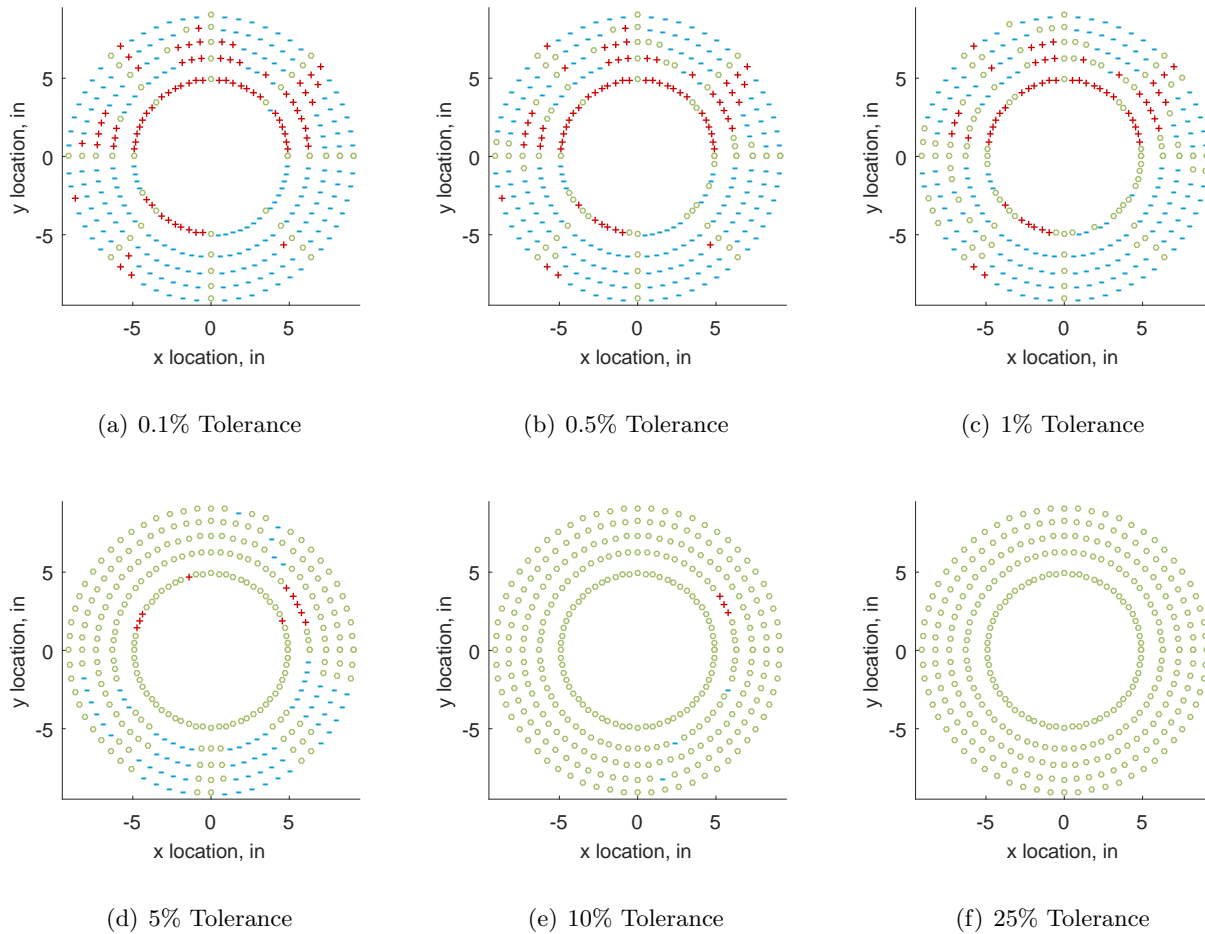 y location, in
5
0
-5
-5 0 5
x location, in
(a) 0.1% Tolerance
y location, in
5
0
-5
-5 0 5
x location, in
(b) 0.5% Tolerance
y location, in
5
0
-5
-5 0 5
x location, in
(c) 1% Tolerance
y location, in
5
0
-5
-5 0 5
x location, in
(d) 5% Tolerance
y location, in
5
0
-5
-5 0 5
x location, in
(e) 10% Tolerance
y location, in
5
0
-5
-5 0 5
x location, in
(f) 25% Tolerance